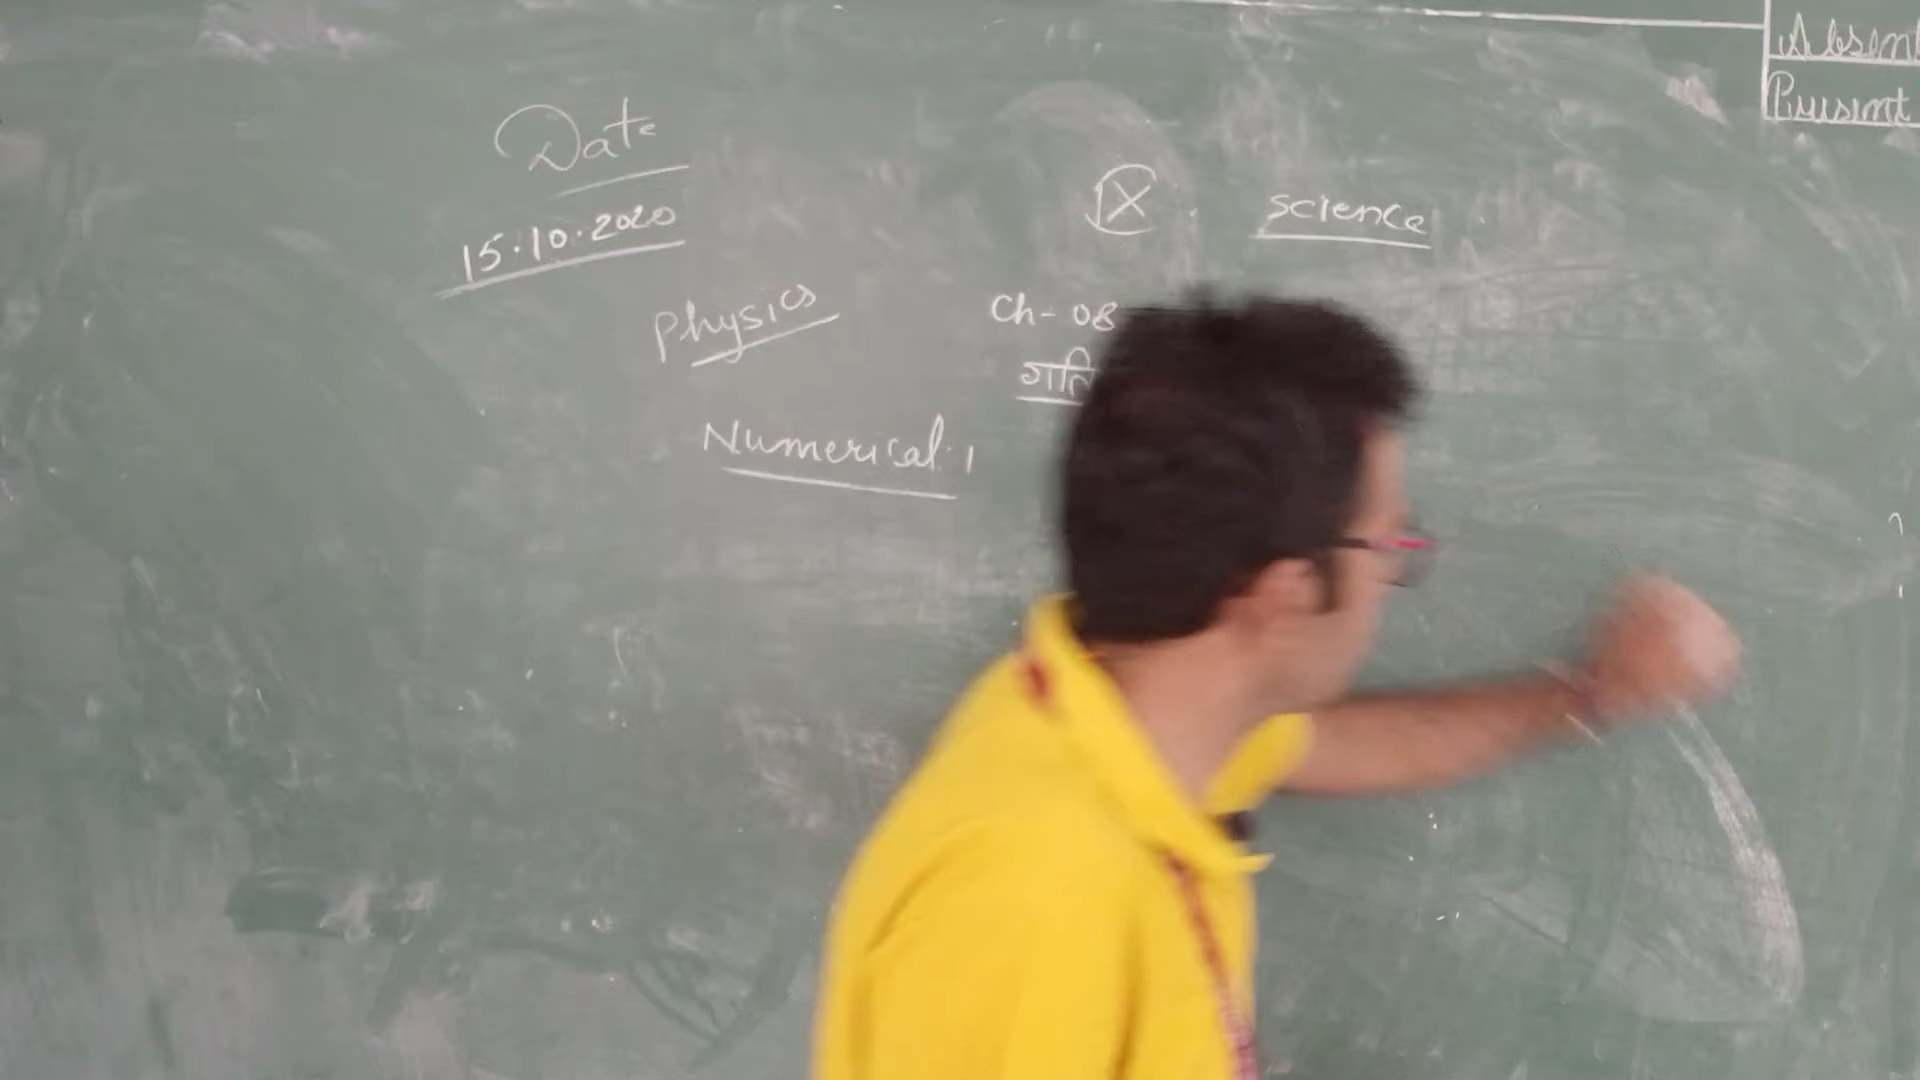 Absent
Present
Date
15.10.2020
IX. science
Physics
Ch-08
गति
Numerical: 1